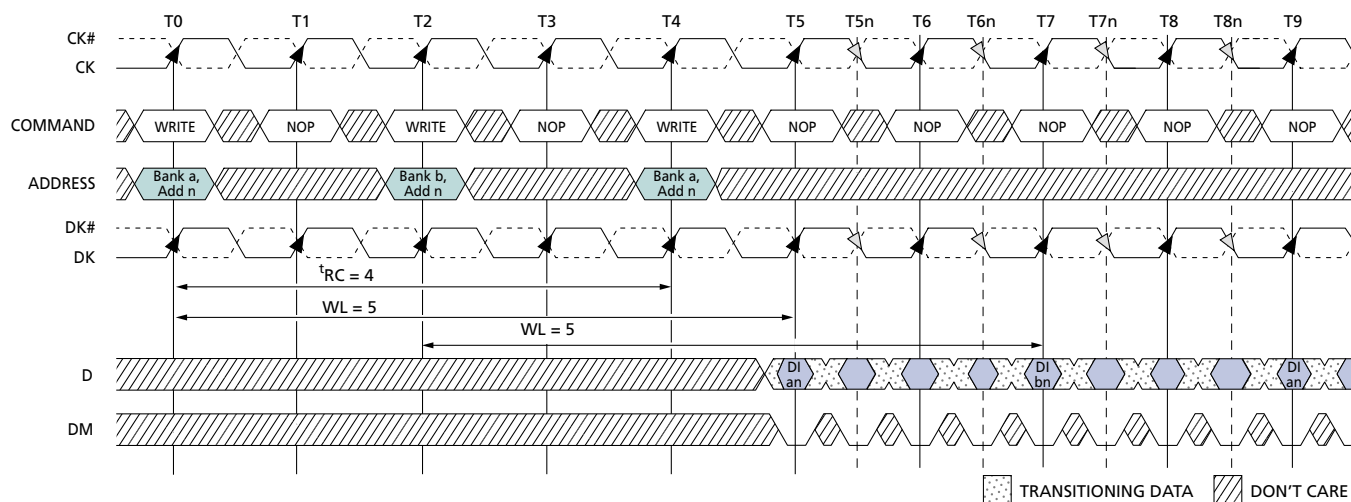 T0 T1 T2 T3 T4 T5 T5n T6 T6n T7 T7n T8 T8n T9
CK#
CK
COMMAND WRITE NOP WRITE NOP WRITE NOP NOP NOP NOP NOP
ADDRESS Bank a, Add n Bank b, Add n Bank a, Add n
DK#
DK
tRC = 4
WL = 5
WL = 5
D DI an DI bn DI an
DM
TRANSITIONING DATA DON'T CARE